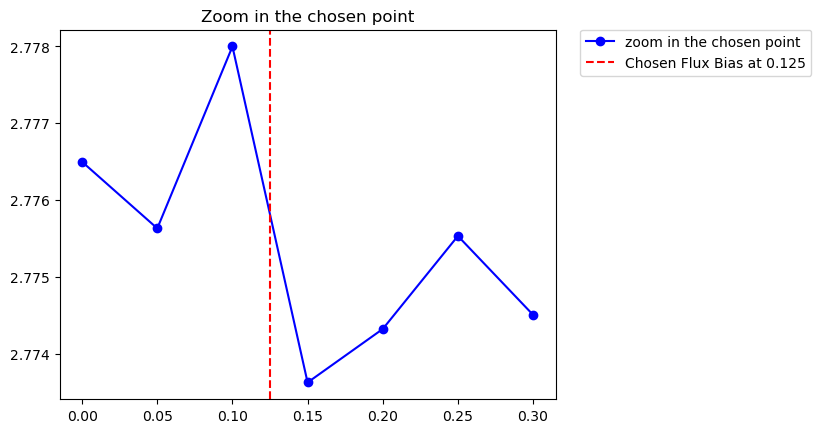 Zoom in the chosen point
zoom in the chosen point
Chosen Flux Bias at 0.125
2.778
2.777
2.776
2.775
2.774
0.00 0.05 0.10 0.15 0.20 0.25 0.30